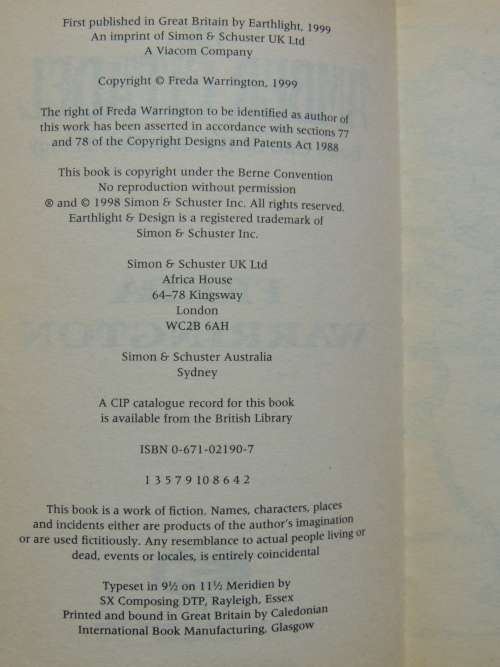 First published in Great Britain by Earthlight, 1999
An imprint of Simon & Schuster UK Ltd
A Viacom Company
Copyright © Freda Warrington, 1999
The right of Freda Warrington to be identified as author of
this work has been asserted in accordance with sections 77
and 78 of the Copyright Designs and Patents Act 1988
This book is copyright under the Berne Convention
No reproduction without permission
® and © 1998 Simon & Schuster Inc. All rights reserved.
Earthlight & Design is a registered trademark of
Simon & Schuster Inc.
Simon & Schuster UK Ltd
Africa House
64–78 Kingsway
London
WC2B 6AH
Simon & Schuster Australia
Sydney
A CIP catalogue record for this book
is available from the British Library
ISBN 0-671-02190-7
1 3 5 7 9 10 8 6 4 2
This book is a work of fiction. Names, characters, places
and incidents either are products of the author's imagination
or are used fictitiously. Any resemblance to actual people living or
dead, events or locales, is entirely coincidental
Typeset in 9½ on 11½ Meridien by
SX Composing DTP, Rayleigh, Essex
Printed and bound in Great Britain by Caledonian
International Book Manufacturing, Glasgow